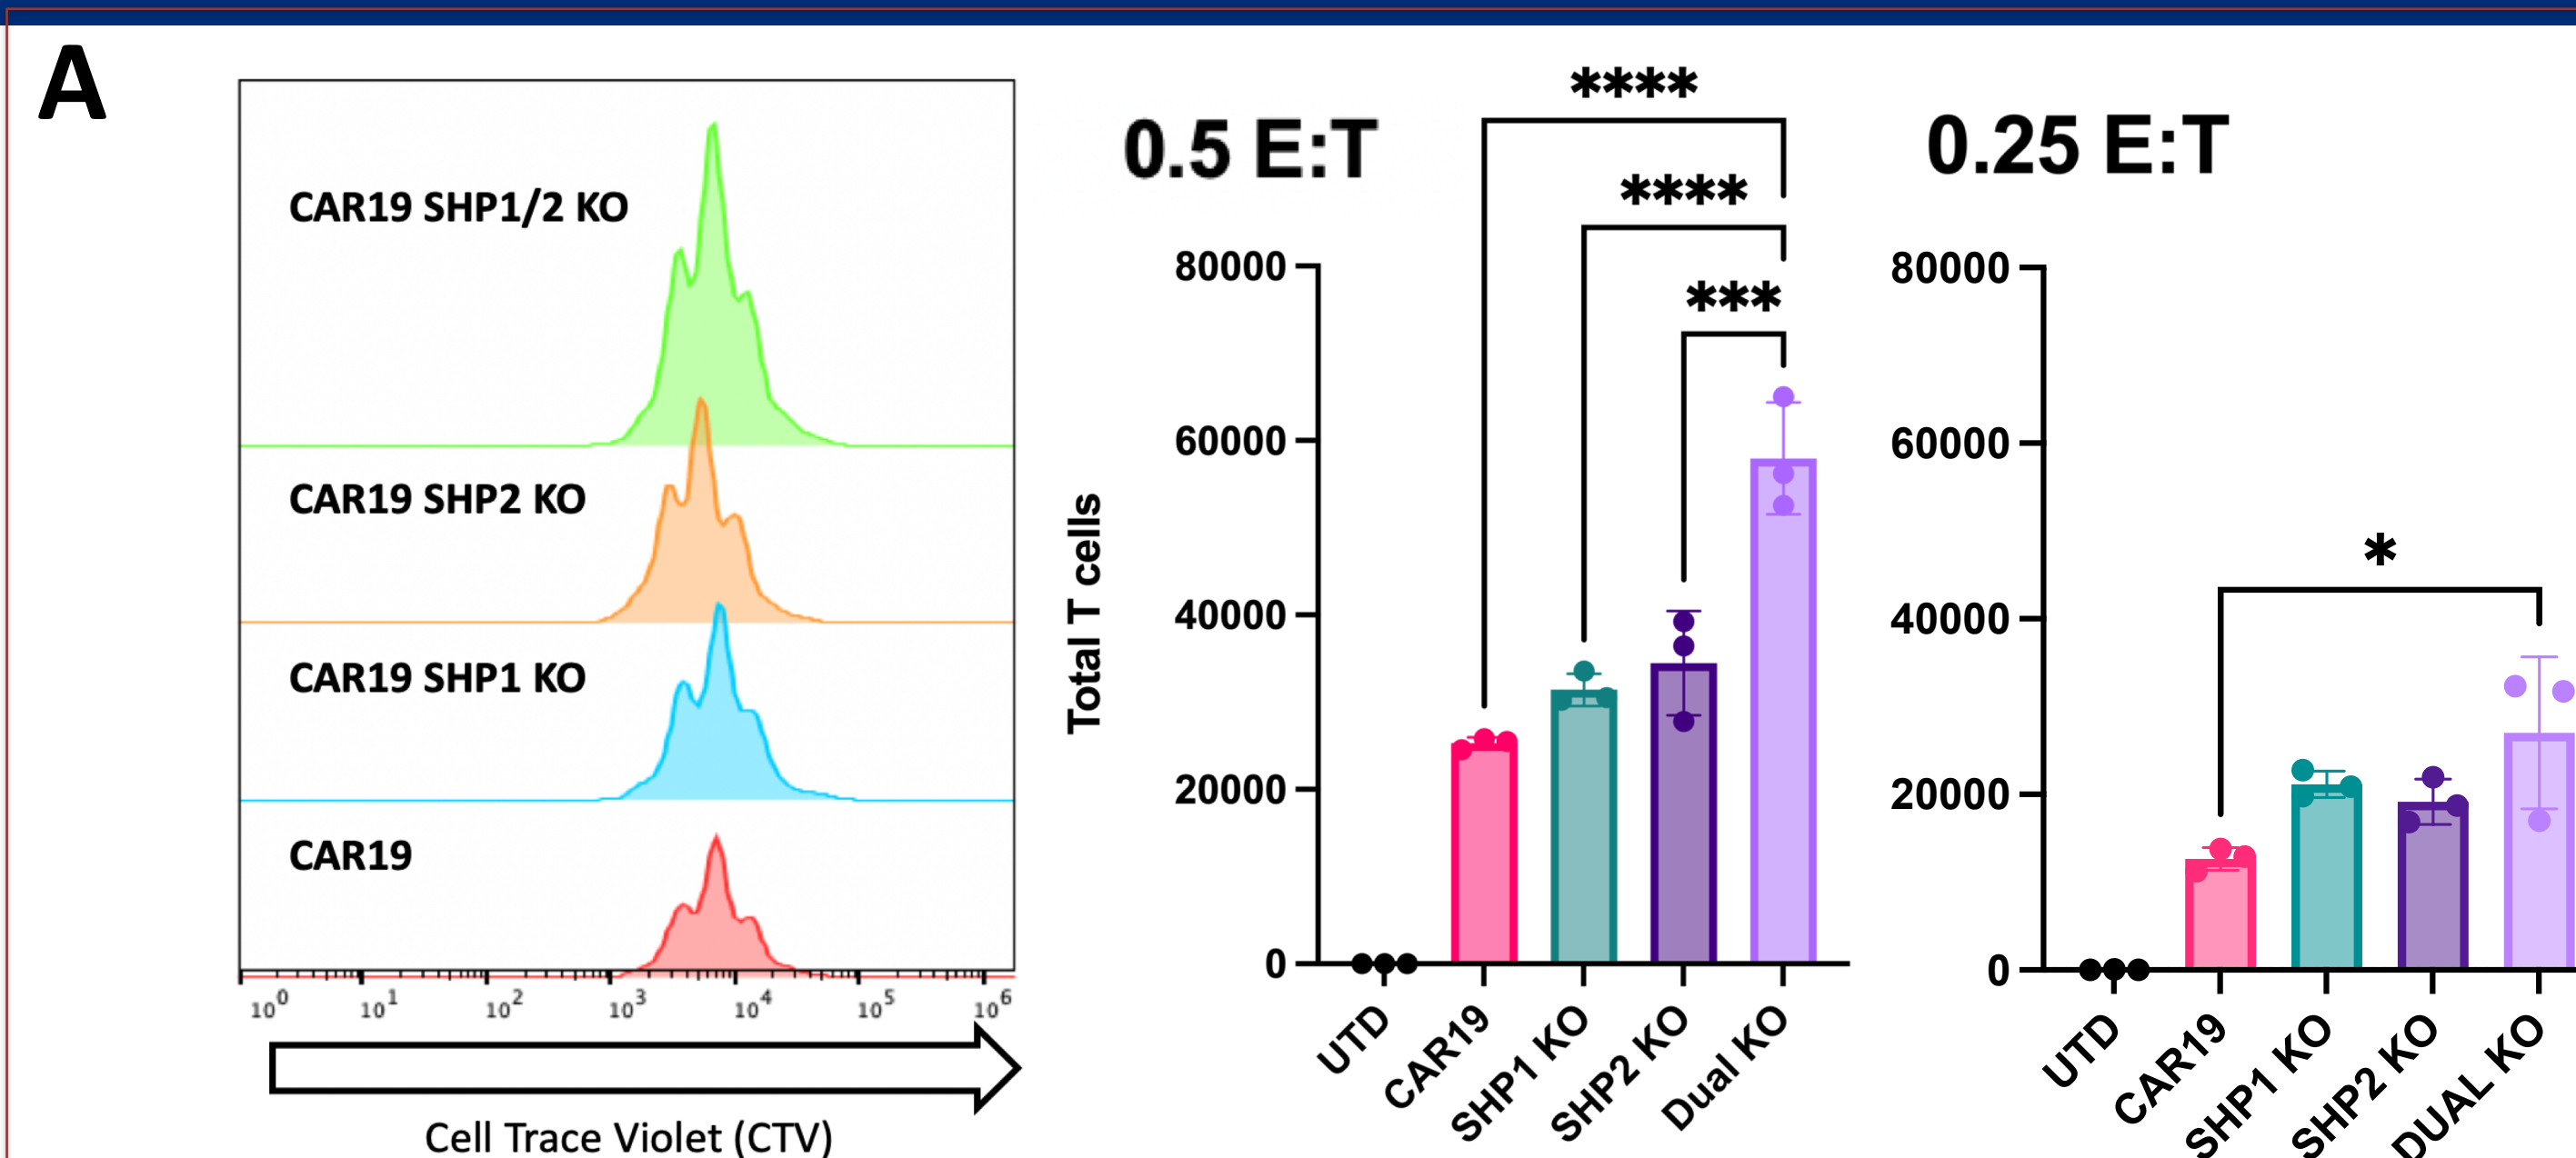 A
CAR19 SHP1/2 KO
CAR19 SHP2 KO
CAR19 SHP1 KO
CAR19
10^0 10^1 10^2 10^3 10^4 10^5 10^6
Cell Trace Violet (CTV)
0.5 E:T
****
****
***
Total T cells
80000
60000
40000
20000
0
UTD
CAR19
SHP1 KO
SHP2 KO
Dual KO
0.25 E:T
*
80000
60000
40000
20000
0
UTD
CAR19
SHP1 KO
SHP2 KO
DUAL KO